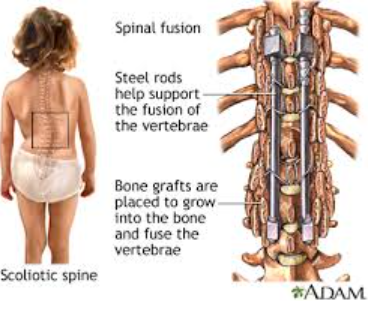 Spinal fusion
Steel rods
help support
the fusion of
the vertebrae
Bone grafts are
placed to grow
into the bone
and fuse the
vertebrae
Scoliotic spine
ADAM